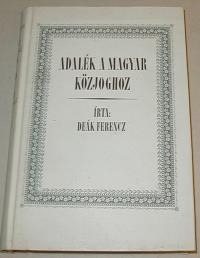 ADALÉK A MAGYAR
KÖZJOGHOZ
ÍRTA:
DEÁK FERENCZ